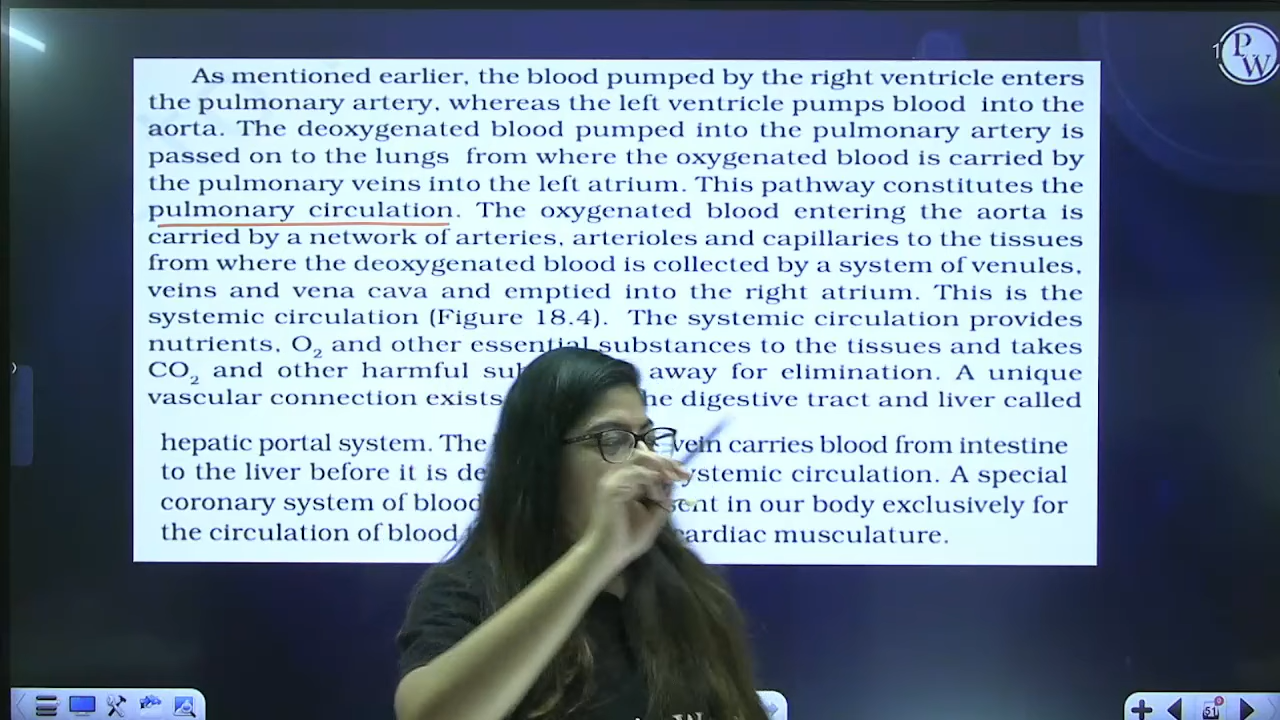 As mentioned earlier, the blood pumped by the right ventricle enters
the pulmonary artery, whereas the left ventricle pumps blood into the
aorta. The deoxygenated blood pumped into the pulmonary artery is
passed on to the lungs from where the oxygenated blood is carried by
the pulmonary veins into the left atrium. This pathway constitutes the
pulmonary circulation. The oxygenated blood entering the aorta is
carried by a network of arteries, arterioles and capillaries to the tissues
from where the deoxygenated blood is collected by a system of venules,
veins and vena cava and emptied into the right atrium. This is the
systemic circulation (Figure 18.4). The systemic circulation provides
nutrients, O2 and other essential substances to the tissues and takes
CO2 and other harmful away for elimination. A unique
vascular connection exists digestive tract and liver called
hepatic portal system. The vein carries blood from intestine
to the liver before it is systemic circulation. A special
coronary system of blood in our body exclusively for
the circulation of blood cardiac musculature.
PW
51